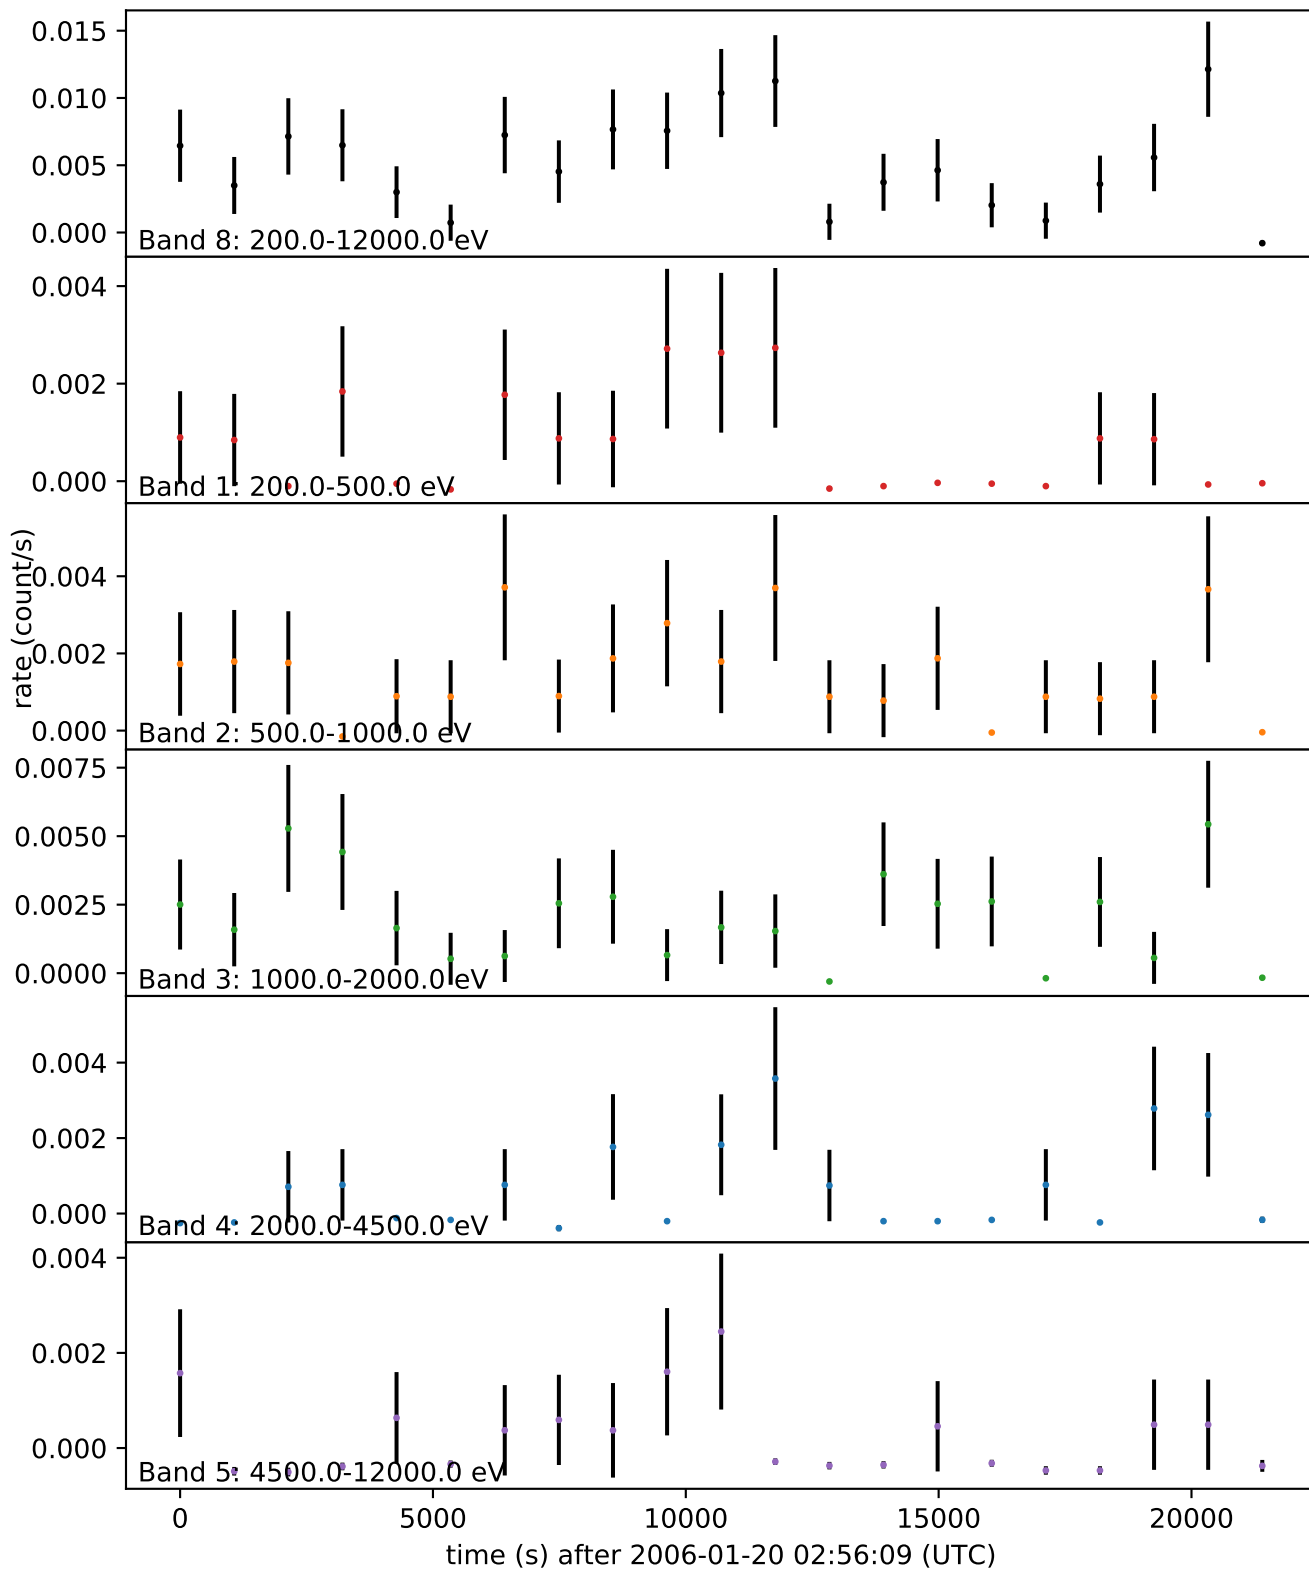 0.015
0.010
0.005
0.000
Band 8: 200.0-12000.0 eV
0.004
0.002
0.000
Band 1: 200.0-500.0 eV
rate (count/s)
0.004
0.002
0.000
Band 2: 500.0-1000.0 eV
0.0075
0.0050
0.0025
0.0000
Band 3: 1000.0-2000.0 eV
0.004
0.002
0.000
Band 4: 2000.0-4500.0 eV
0.004
0.002
0.000
Band 5: 4500.0-12000.0 eV
0 5000 10000 15000 20000
time (s) after 2006-01-20 02:56:09 (UTC)